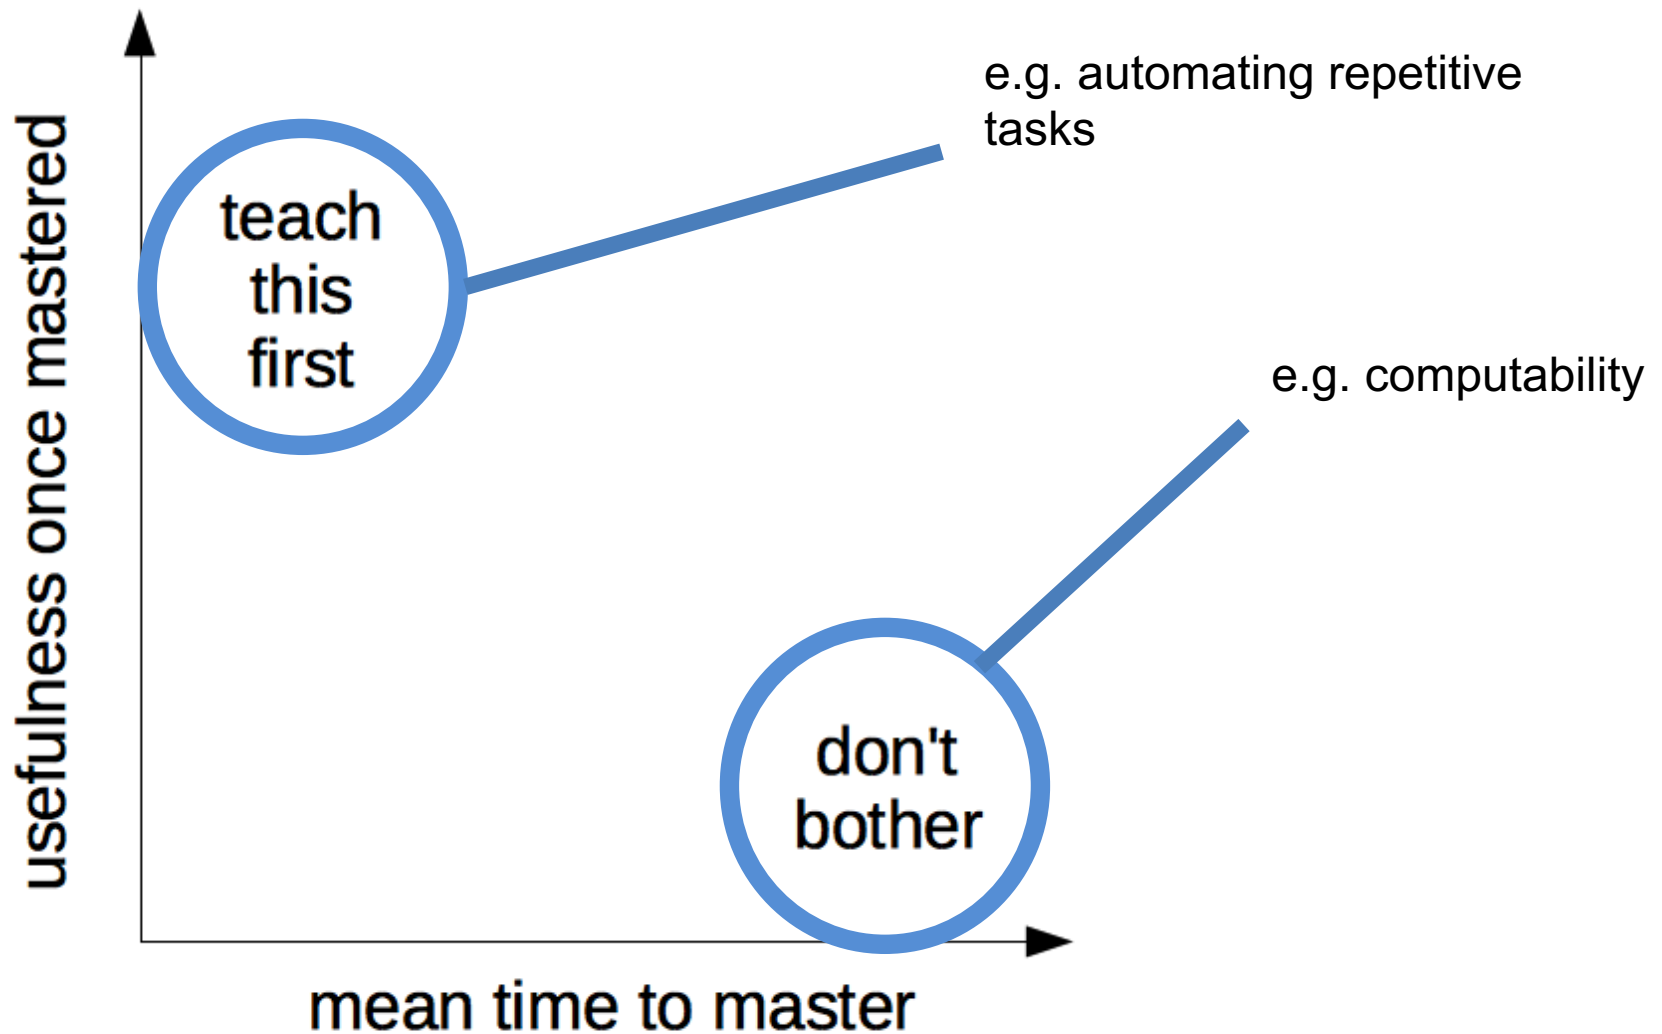 e.g. automating repetitive
tasks
usefulness once mastered
teach
this
first
e.g. computability
don't
bother
mean time to master